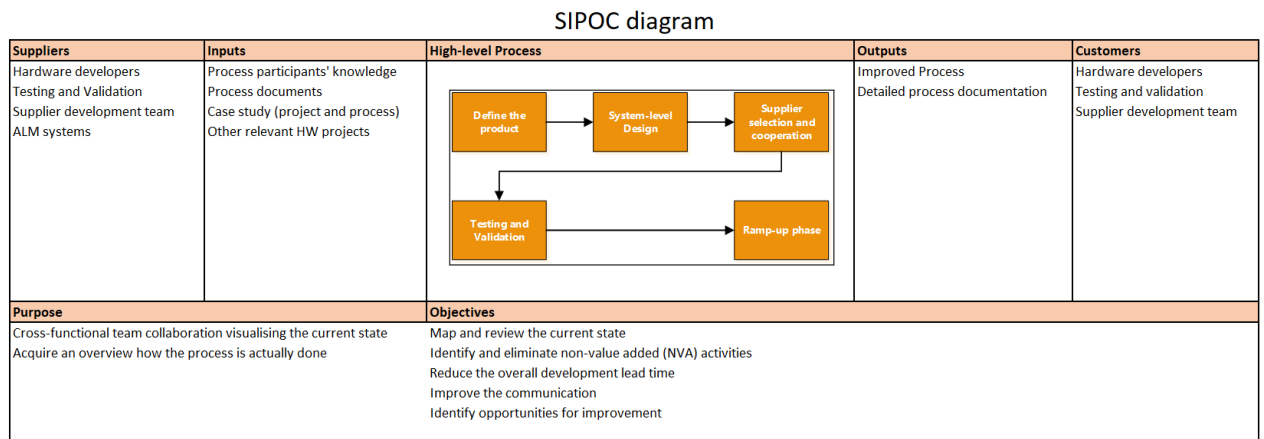 SIPOC diagram
Suppliers
Hardware developers
Testing and Validation
Supplier development team
ALM systems
Inputs
Process participants' knowledge
Process documents
Case study (project and process)
Other relevant HW projects
High-level Process
Define the
product
System-level
Design
Supplier
selection and
cooperation
Testing and
Validation
Ramp-up phase
Outputs
Improved Process
Detailed process documentation
Customers
Hardware developers
Testing and validation
Supplier development team
Purpose
Cross-functional team collaboration visualising the current state
Acquire an overview how the process is actually done
Objectives
Map and review the current state
Identify and eliminate non-value added (NVA) activities
Reduce the overall development lead time
Improve the communication
Identify opportunities for improvement